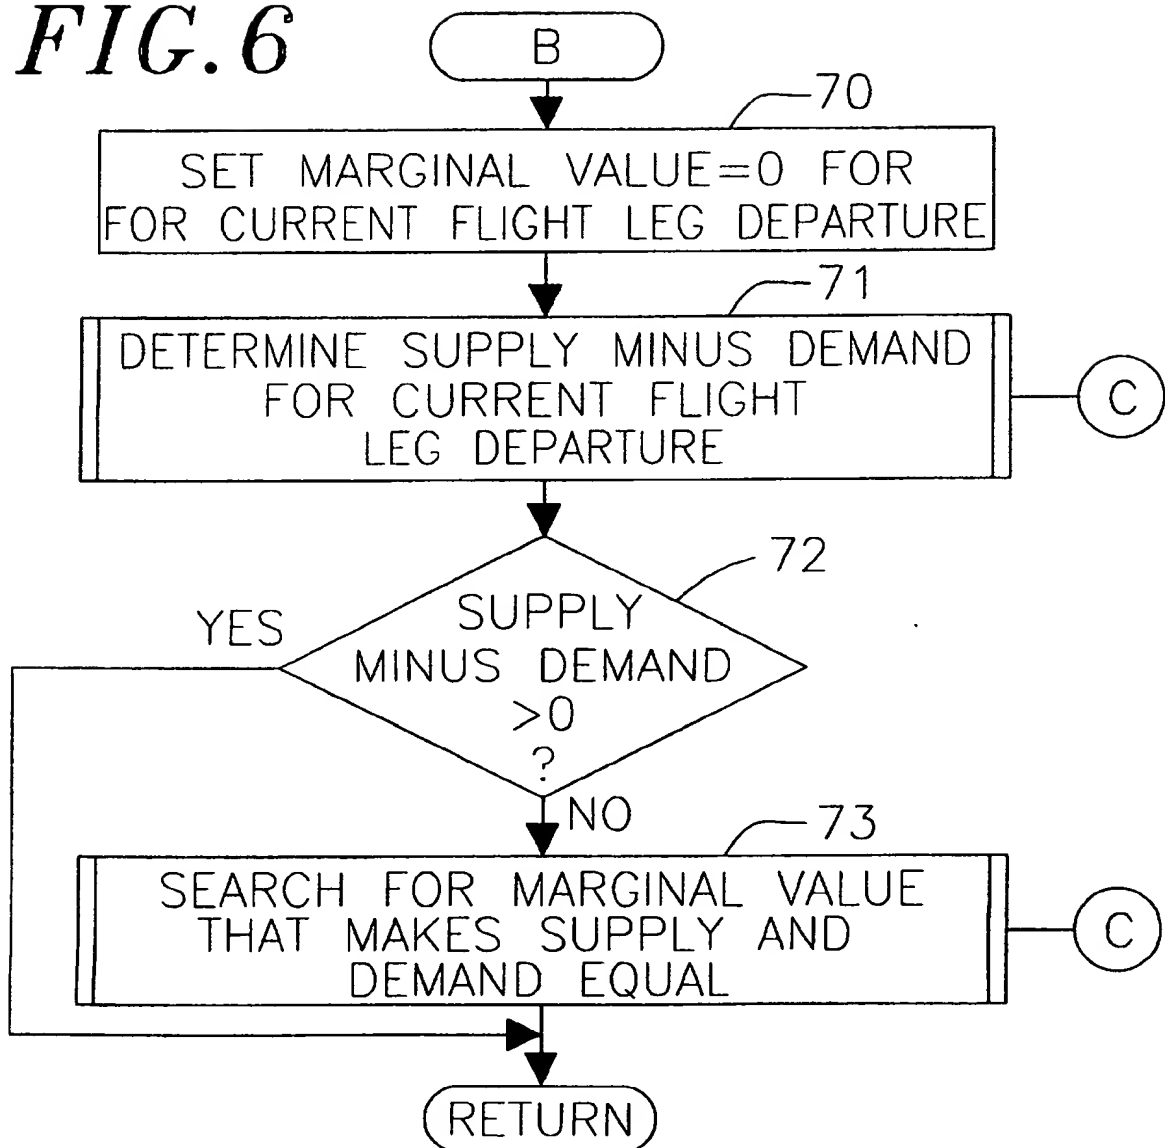 FIG. 6
B
70
SET MARGINAL VALUE=0 FOR
FOR CURRENT FLIGHT LEG DEPARTURE
71
DETERMINE SUPPLY MINUS DEMAND
FOR CURRENT FLIGHT
LEG DEPARTURE
C
72
YES
SUPPLY
MINUS DEMAND
>0
?
NO
73
SEARCH FOR MARGINAL VALUE
THAT MAKES SUPPLY AND
DEMAND EQUAL
C
RETURN